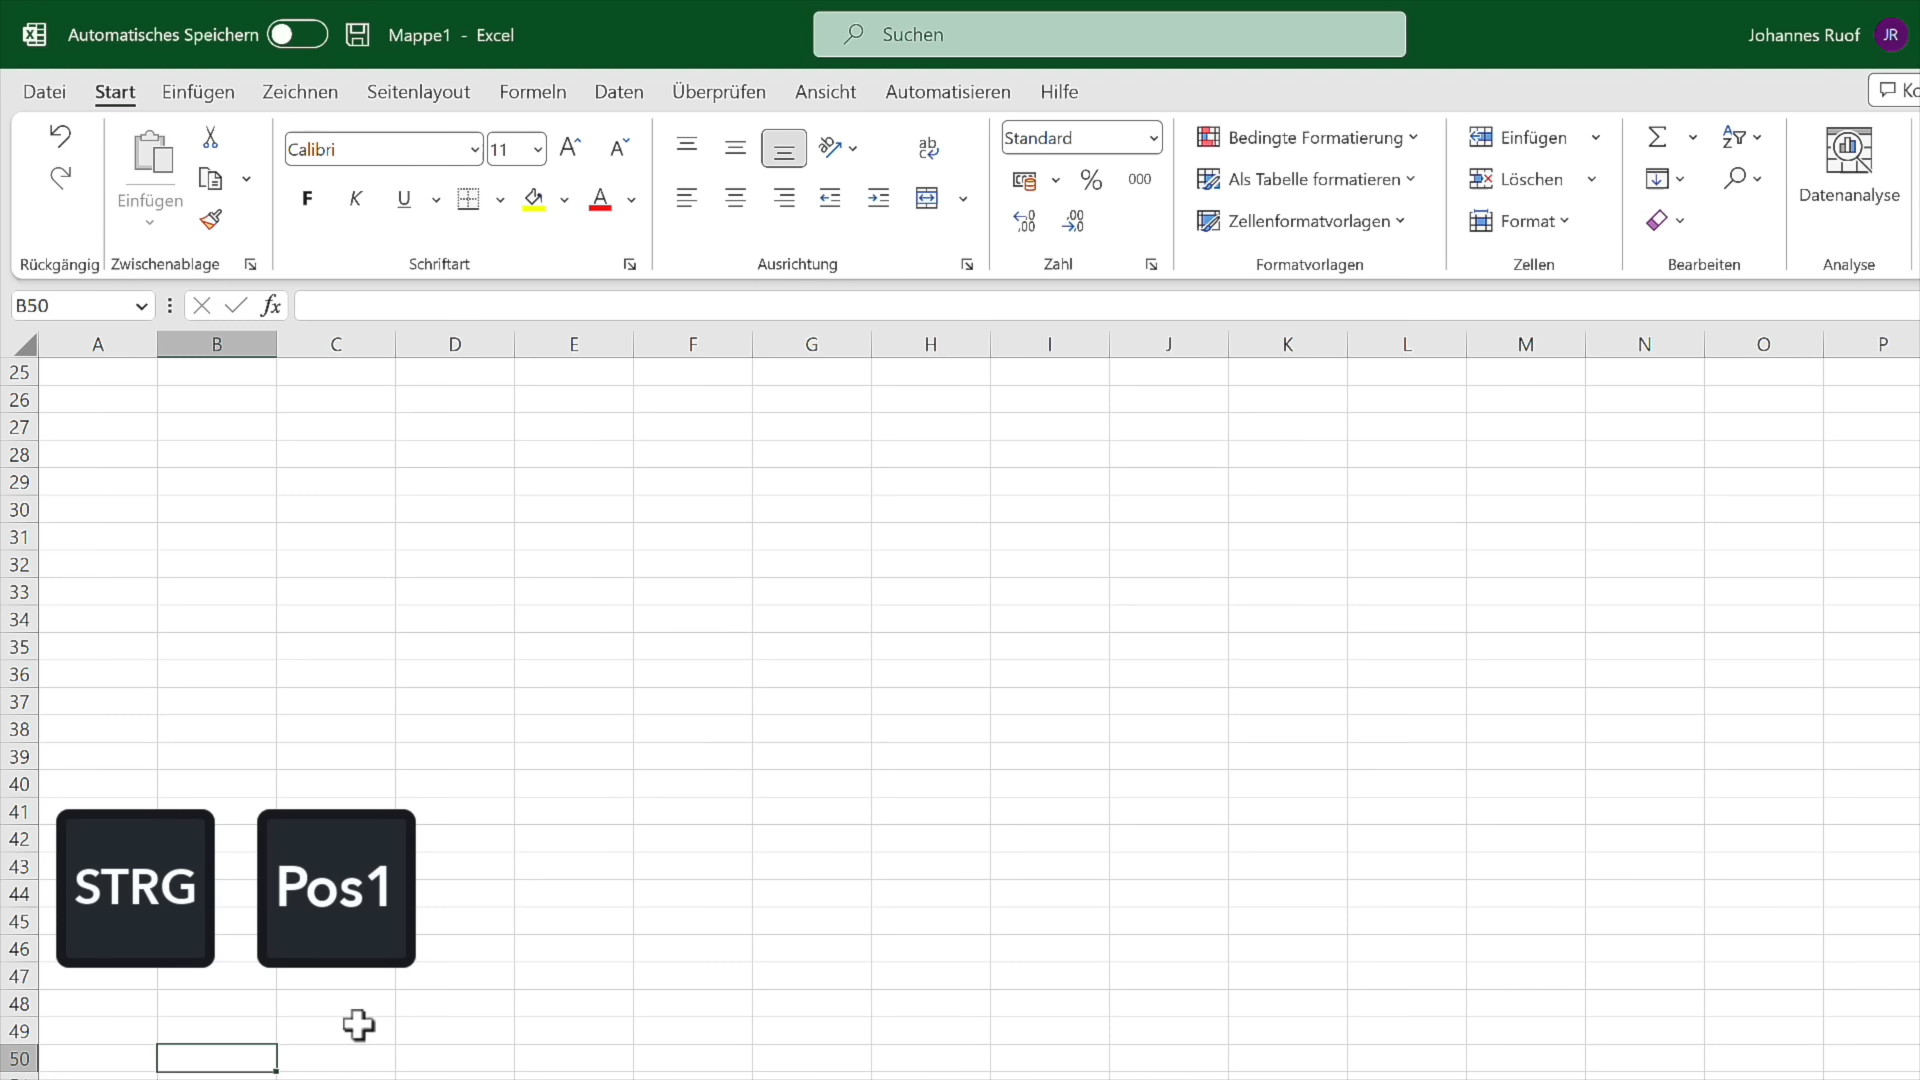 Automatisches Speichern Mappe1 - Excel Suchen Johannes Ruof JR
Datei Start Einfügen Zeichnen Seitenlayout Formeln Daten Überprüfen Ansicht Automatisieren Hilfe Ko
Calibri 11 Standard Bedingte Formatierung Einfügen
% 000 Als Tabelle formatieren Löschen
Einfügen F K U A Zellenformatvorlagen Format Datenanalyse
Rückgängig Zwischenablage Schriftart Ausrichtung Zahl Formatvorlagen Zellen Bearbeiten Analyse
B50 fx
A B C D E F G H I J K L M N O P
25
26
27
28
29
30
31
32
33
34
35
36
37
38
39
40
41
42
43
44
45
46
47
48
49
50
STRG Pos1